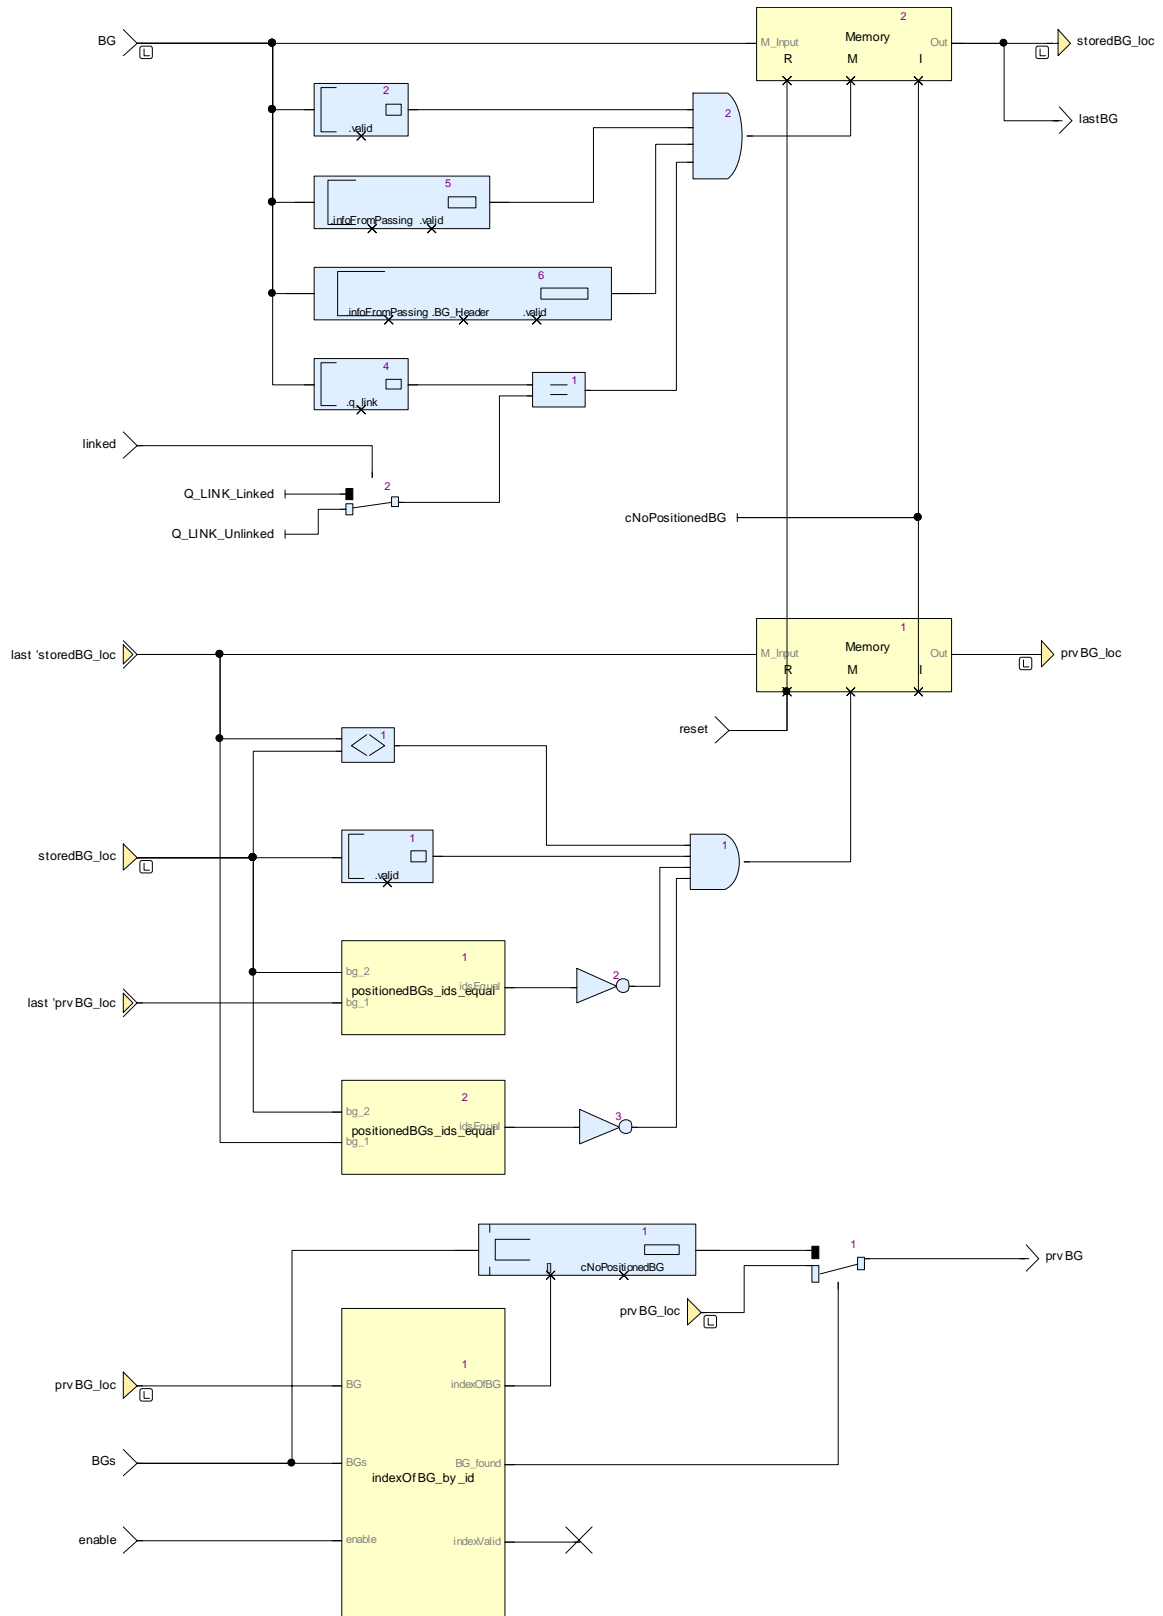 2
BG
L
M_Input
Memory
Out
R
M
I
L
storedBG_loc
lastBG
2
.valid
2
5
.infoFromPassing .valid
6
.infoFromPassing .BG_Header .valid
4
.q_link
1
linked
Q_LINK_Linked
2
Q_LINK_Unlinked
cNoPositionedBG
1
last 'storedBG_loc
M_Input
Memory
Out
R
M
I
L
prvBG_loc
reset
1
storedBG_loc
L
1
.valid
1
1
bg_2
positionedBGs_ids_equal
idsEqual
bg_1
2
last 'prvBG_loc
2
bg_2
positionedBGs_ids_equal
idsEqual
bg_1
3
1
cNoPositionedBG
1
prvBG
prvBG_loc
L
1
prvBG_loc
L
BG
indexOfBG
BGs
BGs
BG_found
indexOfBG_by_id
enable
enable
indexValid